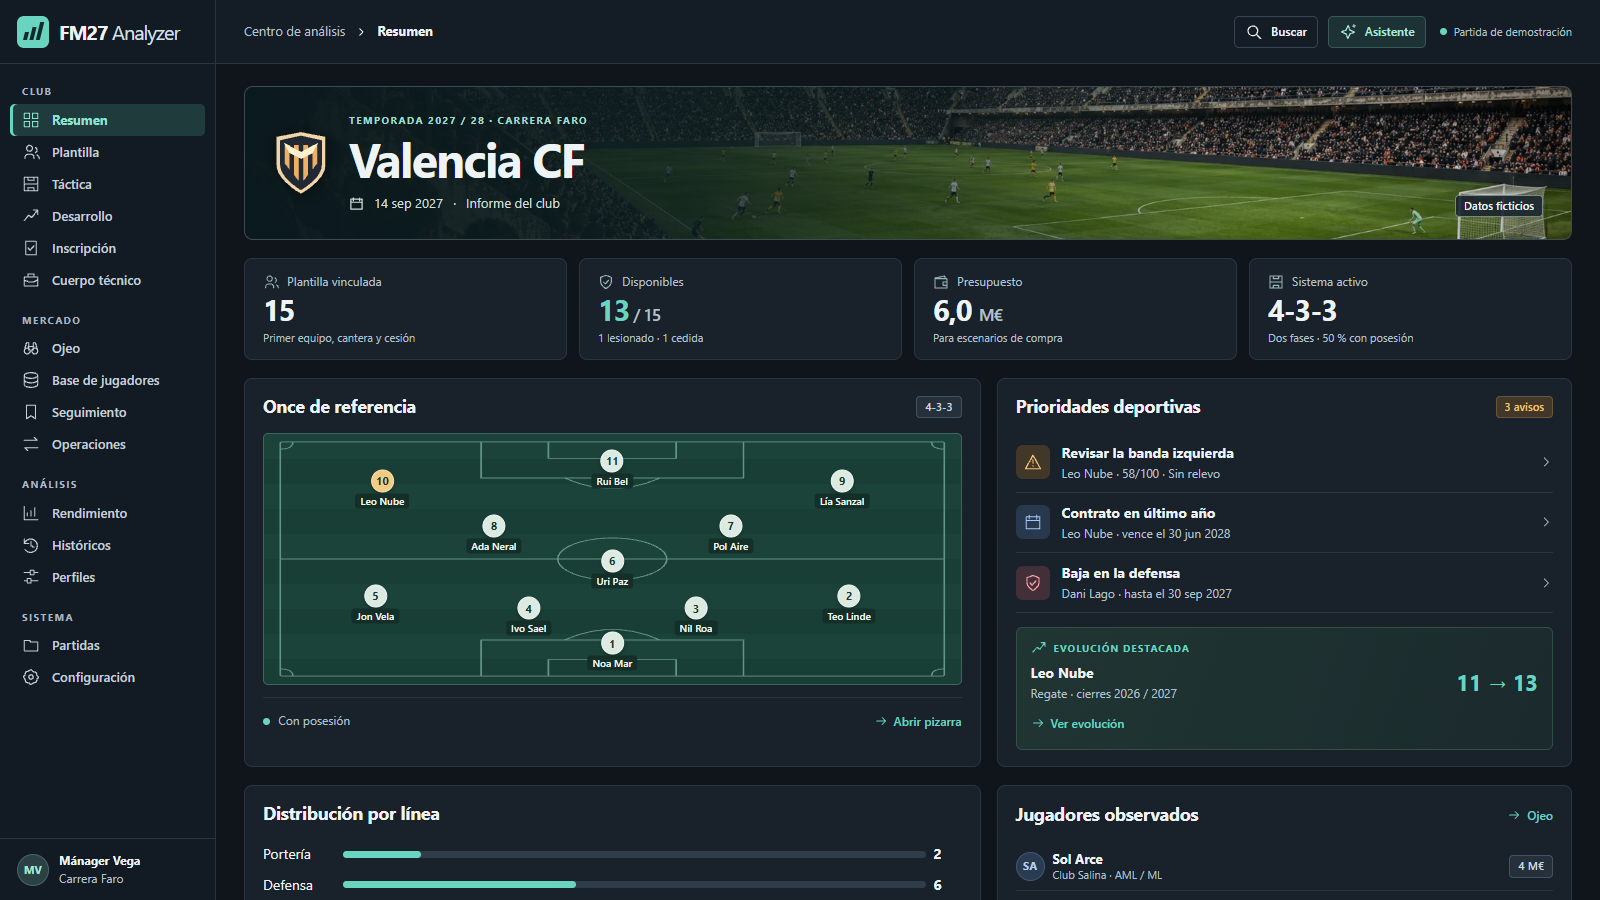 FM27 Analyzer
Centro de análisis > Resumen
Buscar
Asistente
Partida de demostración
CLUB
Resumen
Plantilla
Táctica
Desarrollo
Inscripción
Cuerpo técnico
MERCADO
Ojeo
Base de jugadores
Seguimiento
Operaciones
ANÁLISIS
Rendimiento
Históricos
Perfiles
SISTEMA
Partidas
Configuración
MV
Mánager Vega
Carrera Faro
TEMPORADA 2027 / 28 · CARRERA FARO
Valencia CF
14 sep 2027 · Informe del club
Datos ficticios
Plantilla vinculada
15
Primer equipo, cantera y cesión
Disponibles
13 / 15
1 lesionado · 1 cedida
Presupuesto
6,0 M€
Para escenarios de compra
Sistema activo
4-3-3
Dos fases · 50 % con posesión
Once de referencia
4-3-3
11
Rui Bel
10
Leo Nube
9
Lía Sanzal
8
Ada Neral
7
Pol Aire
6
Uri Paz
5
Jon Vela
4
Ivo Sael
3
Nil Roa
2
Teo Linde
1
Noa Mar
Con posesión
→ Abrir pizarra
Prioridades deportivas
3 avisos
Revisar la banda izquierda
Leo Nube · 58/100 · Sin relevo
Contrato en último año
Leo Nube · vence el 30 jun 2028
Baja en la defensa
Dani Lago · hasta el 30 sep 2027
EVOLUCIÓN DESTACADA
Leo Nube
Regate · cierres 2026 / 2027
11 → 13
→ Ver evolución
Distribución por línea
Portería 2
Defensa 6
Jugadores observados
→ Ojeo
SA
Sol Arce
Club Salina · AML / ML
4 M€